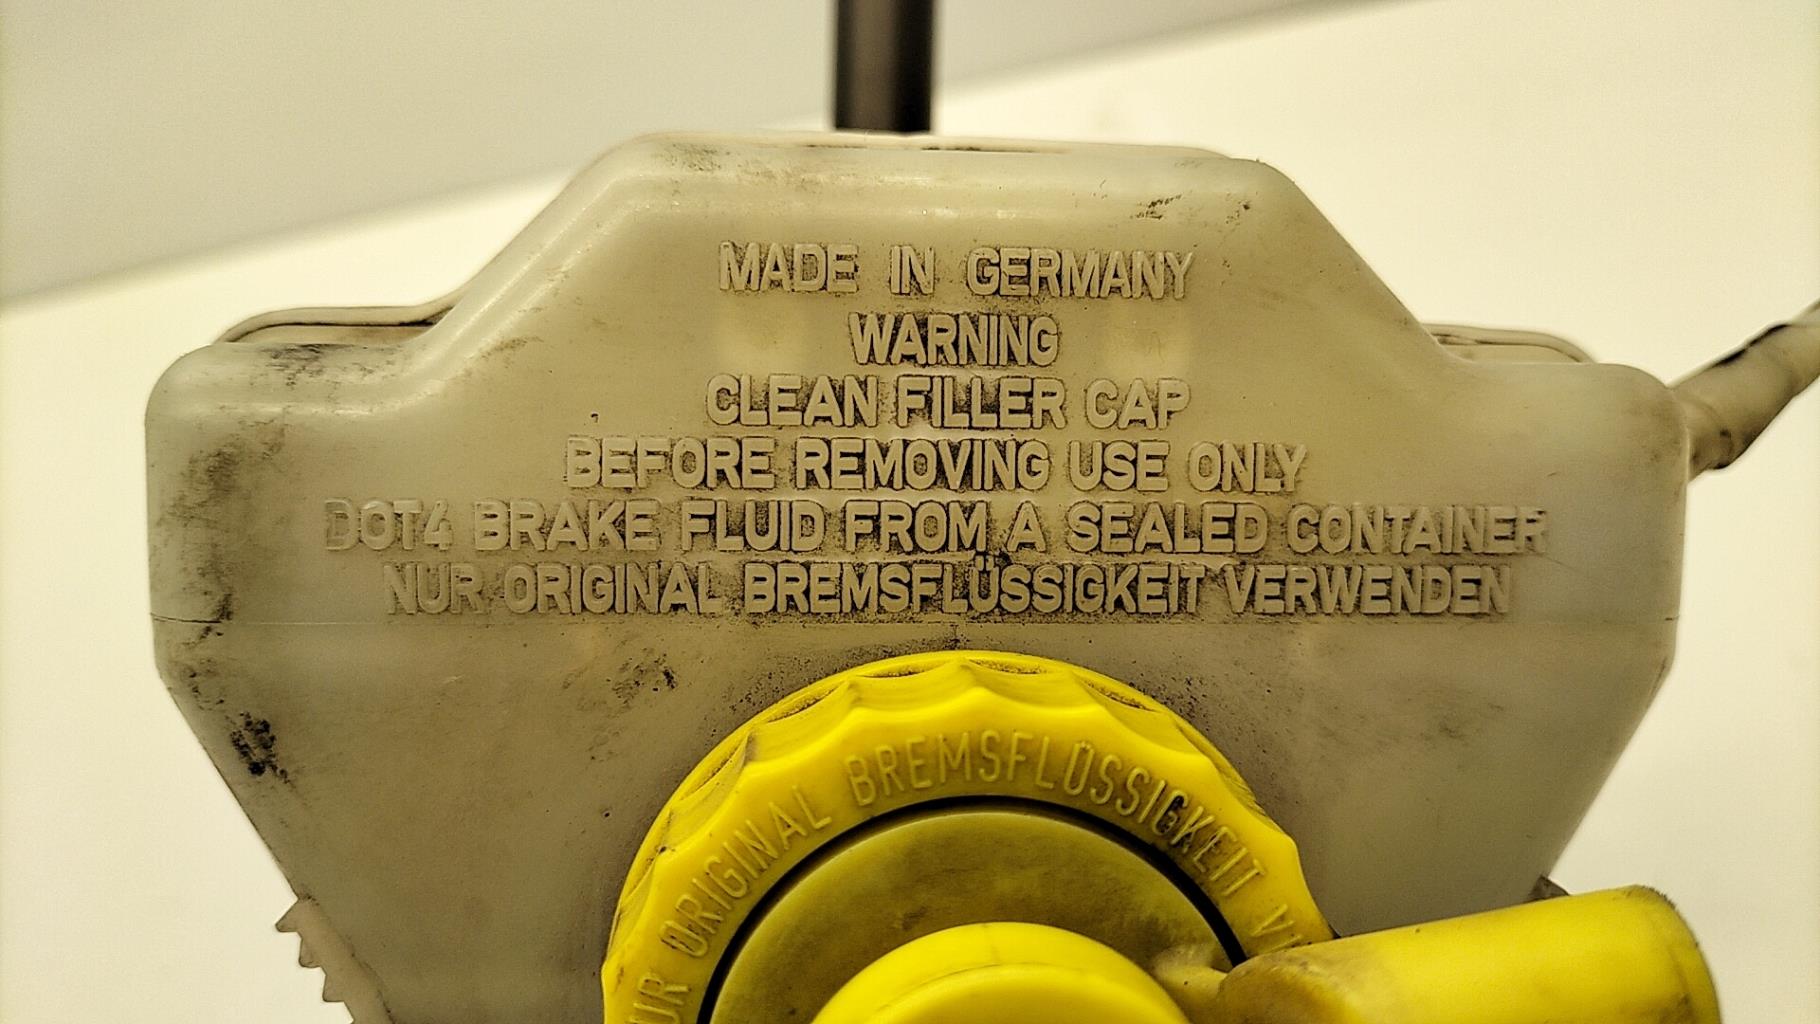 MADE IN GERMANY
WARNING
CLEAN FILLER CAP
BEFORE REMOVING USE ONLY
DOT4 BRAKE FLUID FROM A SEALED CONTAINER
NUR ORIGINAL BREMSFLÜSSIGKEIT VERWENDEN
ORIGINAL BREMSFLÜSSIGKEIT